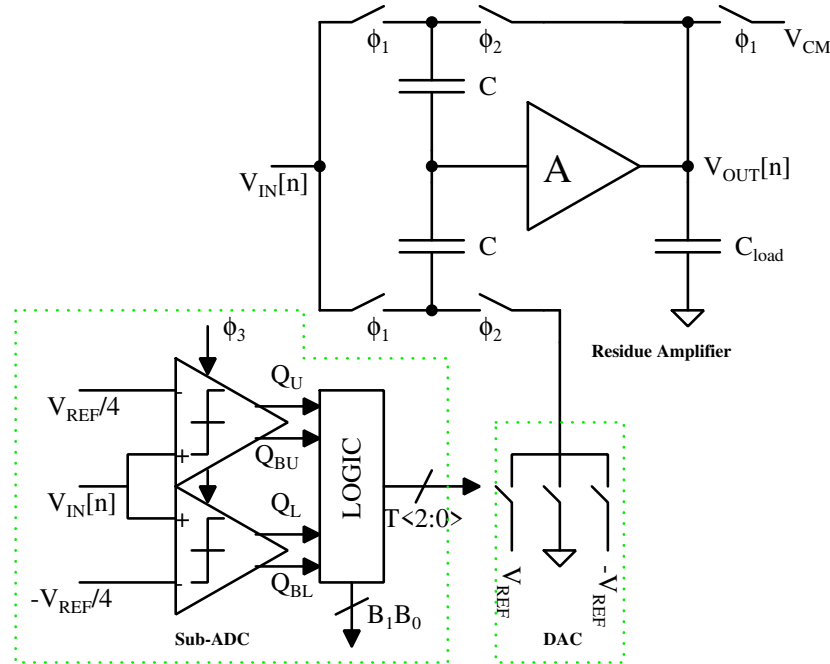 ϕ1 ϕ2 ϕ1 VCM
C
VIN[n] A VOUT[n]
C Cload
ϕ1 ϕ2
Residue Amplifier
ϕ3
QU
- VREF/4
QBU
+
VIN[n] LOGIC
+ QL T<2:0>
-
-VREF/4 QBL
VREF -VREF
B1B0
Sub-ADC DAC